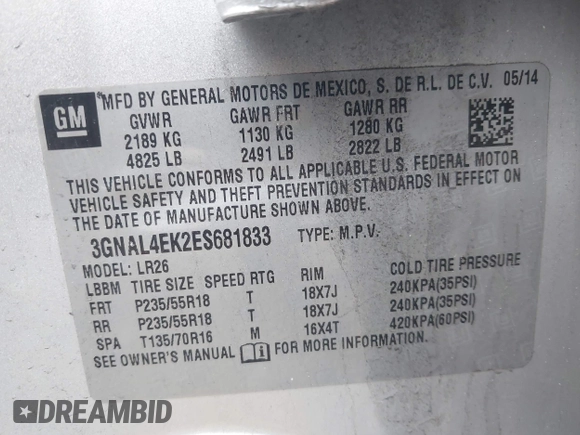 GM
MFD BY GENERAL MOTORS DE MEXICO, S. DE R.L. DE C.V. 05/14
GVWR GAWR FRT GAWR RR
2189 KG 1130 KG 1280 KG
4825 LB 2491 LB 2822 LB
THIS VEHICLE CONFORMS TO ALL APPLICABLE U.S. FEDERAL MOTOR
VEHICLE SAFETY AND THEFT PREVENTION STANDARDS IN EFFECT ON
THE DATE OF MANUFACTURE SHOWN ABOVE.
3GNAL4EK2ES681833 TYPE: M.P.V.
MODEL: LR26
LBBM TIRE SIZE SPEED RTG RIM COLD TIRE PRESSURE
FRT P235/55R18 T 18X7J 240KPA(35PSI)
RR P235/55R18 T 18X7J 240KPA(35PSI)
SPA T135/70R16 M 16X4T 420KPA(60PSI)
SEE OWNER'S MANUAL FOR MORE INFORMATION.
DREAMBID